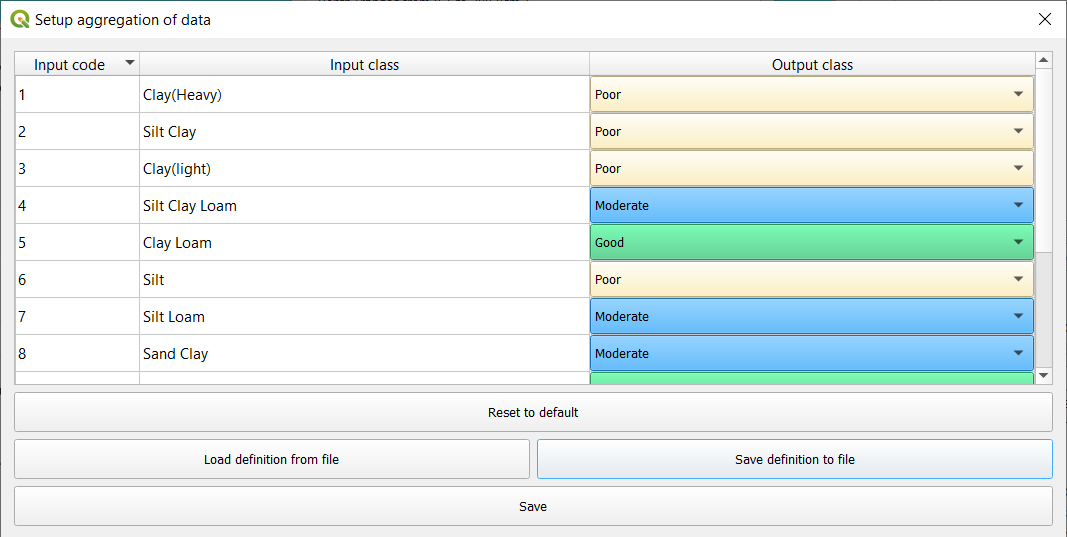 Setup aggregation of data
Input code Input class Output class
1 Clay(Heavy) Poor
2 Silt Clay Poor
3 Clay(light) Poor
4 Silt Clay Loam Moderate
5 Clay Loam Good
6 Silt Poor
7 Silt Loam Moderate
8 Sand Clay Moderate
Reset to default
Load definition from file Save definition to file
Save